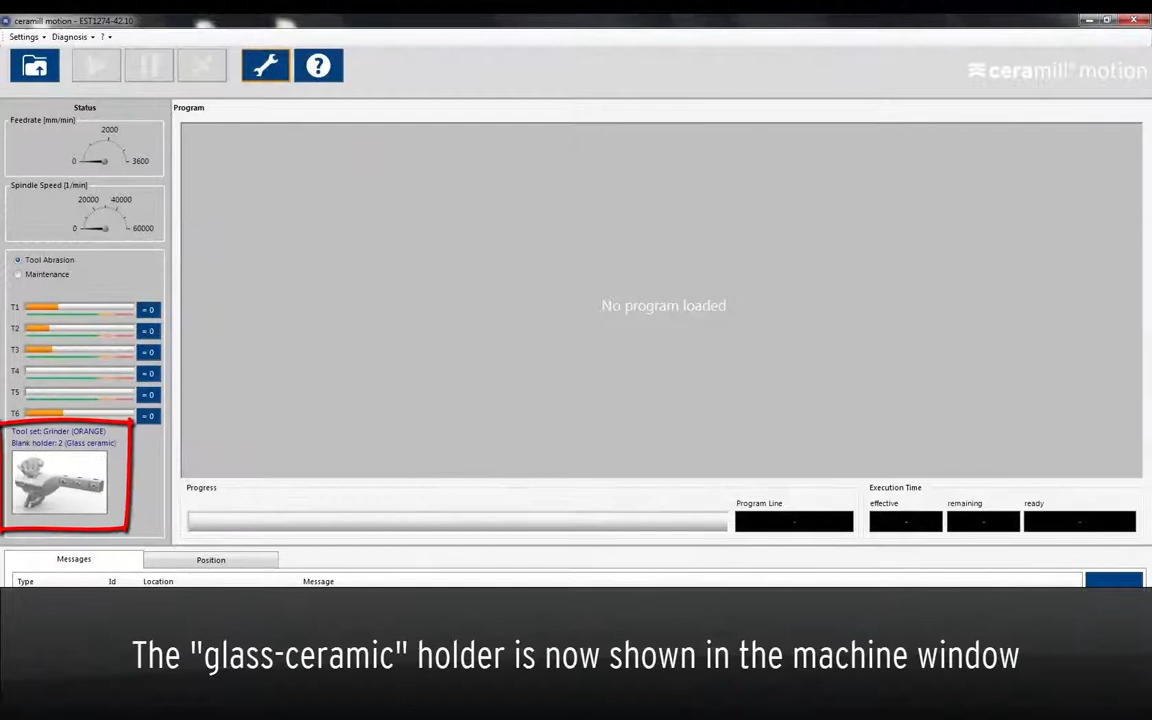 ceramill motion - EST1274-42.10
Settings Diagnosis ?
ceramill® motion
Status
Feedrate [mm/min]
2000
0 3600
Spindle Speed [1/min]
20000 40000
0 60000
Tool Abrasion
Maintenance
T1 = 0
T2 = 0
T3 = 0
T4 = 0
T5 = 0
T6 = 0
Tool set: Grinder (ORANGE)
Blank holder: 2 (Glass ceramic)
Program
No program loaded
Progress
Program Line
-
Execution Time
effective remaining ready
- - -
Messages Position
Type Id Location Message
The "glass-ceramic" holder is now shown in the machine window